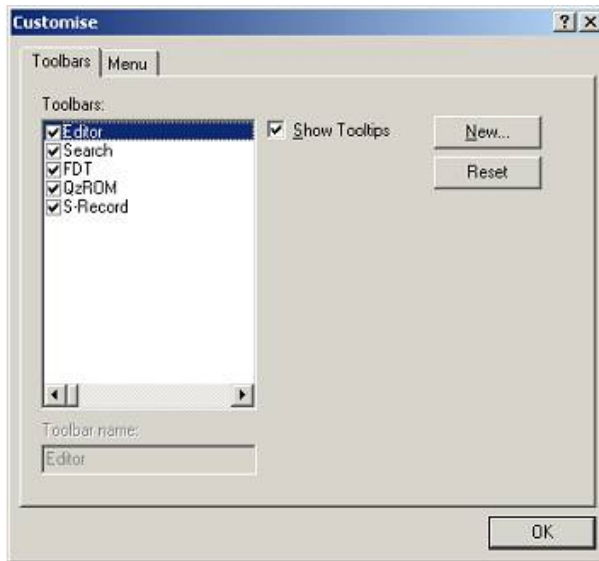 Customise
Toolbars
Menu
Toolbars:
Editor
Search
FDT
QzROM
S-Record
Show Tooltips
New...
Reset
Toolbar name:
Editor
OK